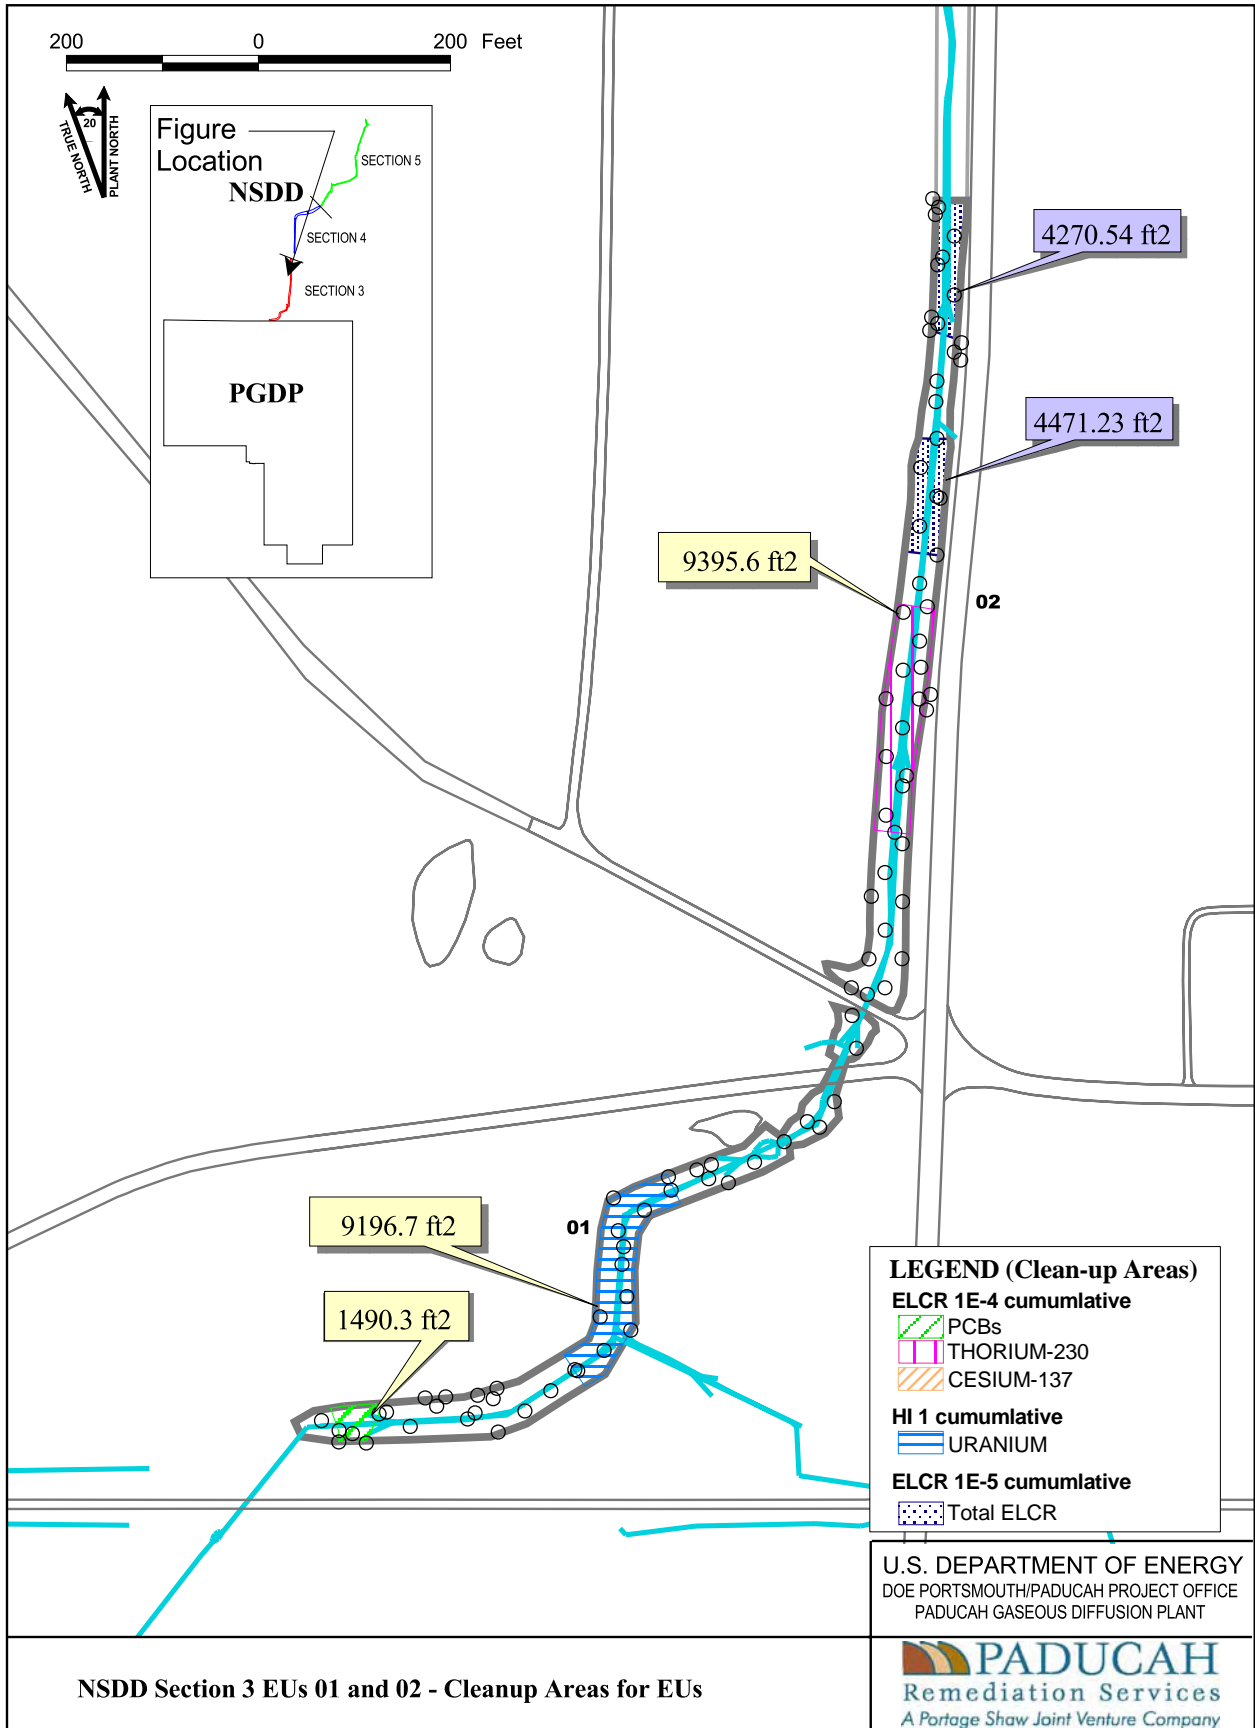 200 0 200 Feet
TRUE NORTH
20
PLANT NORTH
Figure
Location
NSDD
SECTION 5
SECTION 4
SECTION 3
PGDP
4270.54 ft2
4471.23 ft2
9395.6 ft2
02
01
9196.7 ft2
1490.3 ft2
LEGEND (Clean-up Areas)
ELCR 1E-4 cumumlative
PCBs
THORIUM-230
CESIUM-137
HI 1 cumumlative
URANIUM
ELCR 1E-5 cumumlative
Total ELCR
U.S. DEPARTMENT OF ENERGY
DOE PORTSMOUTH/PADUCAH PROJECT OFFICE
PADUCAH GASEOUS DIFFUSION PLANT
NSDD Section 3 EUs 01 and 02 - Cleanup Areas for EUs
PADUCAH
Remediation Services
A Portage Shaw Joint Venture Company